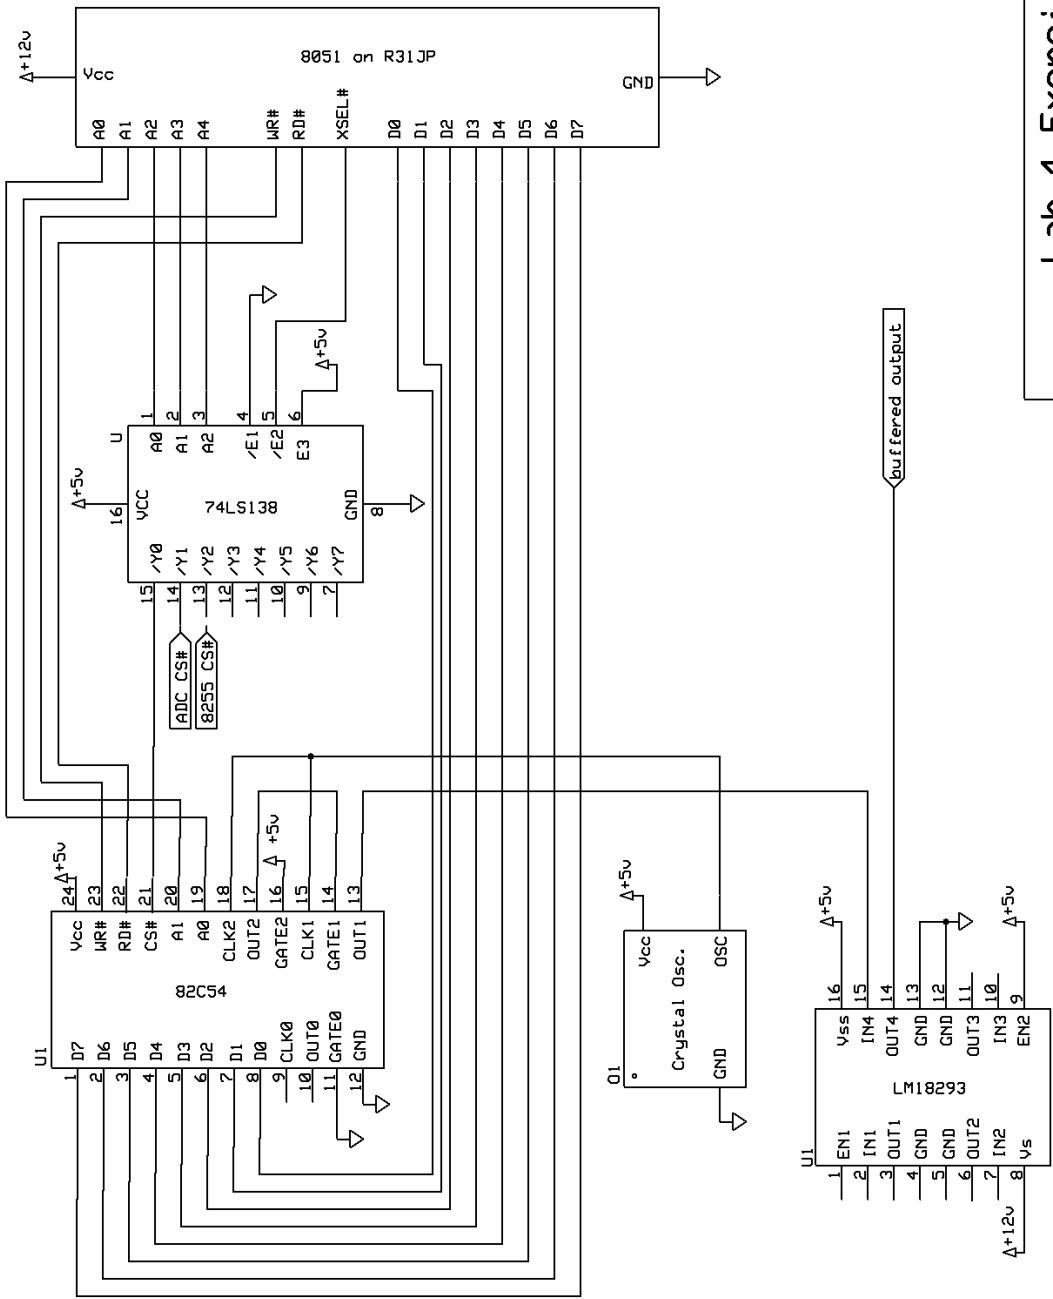 8051 on R31JP
+12v
Vcc
GND
A0
A1
A2
A3
A4
WR#
RD#
XSEL#
D0
D1
D2
D3
D4
D5
D6
D7
+5v
U
1
2
3
4
5
6
A0
A1
A2
/E1
/E2
E3
+5v
16
VCC
74LS138
GND
8
/Y0
/Y1
/Y2
/Y3
/Y4
/Y5
/Y6
/Y7
15
14
13
12
11
10
9
7
ADC CS#
8255 CS#
buffered output
+5v
+5v
24
23
22
21
20
19
18
17
16
15
14
13
Vcc
WR#
RD#
CS#
A1
A0
CLK2
OUT2
GATE2
CLK1
GATE1
OUT1
82C54
U1
D7
D6
D5
D4
D3
D2
D1
D0
CLK0
OUT0
GATE0
GND
1
2
3
4
5
6
7
8
9
10
11
12
+5v
Vcc
OSC
Crystal Osc.
O1
GND
+5v
+5v
16
15
14
13
12
11
10
9
Vss
IN4
OUT4
GND
GND
OUT3
IN3
EN2
LM18293
U1
EN1
IN1
OUT1
GND
GND
OUT2
IN2
Vs
1
2
3
4
5
6
7
8
+12v
Lab 4